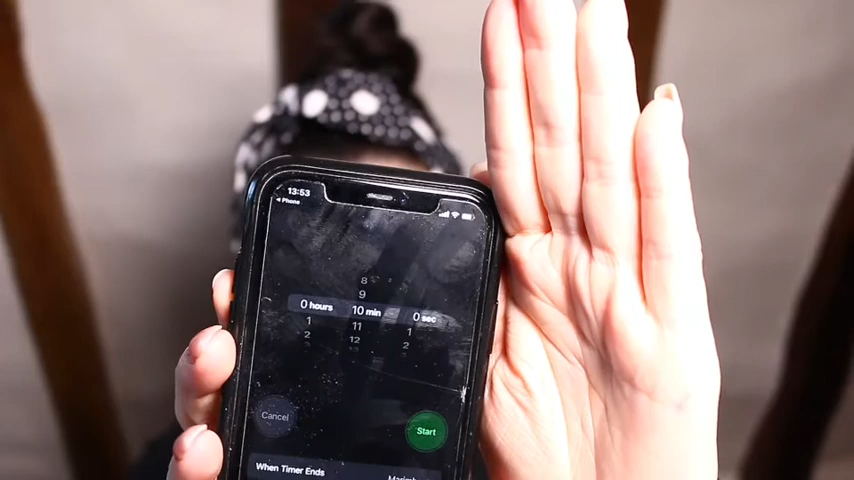 13:53
Phone
8
9
0 hours 10 min 0 sec
1 11 1
2 12 2
Cancel Start
When Timer Ends